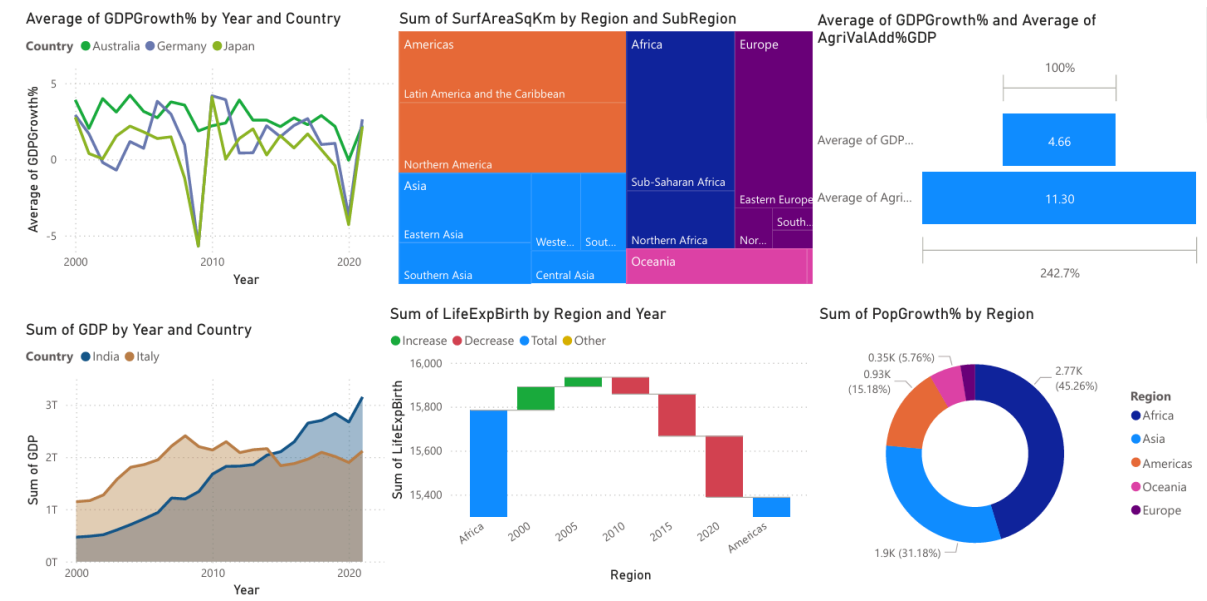 Average of GDPGrowth% by Year and Country
Country Australia Germany Japan
Average of GDPGrowth%
5
0
-5
2000
2010
2020
Year
Sum of SurfAreaSqKm by Region and SubRegion
Americas
Latin America and the Caribbean
Northern America
Asia
Eastern Asia
Southern Asia
Weste...
Sout...
Central Asia
Africa
Sub-Saharan Africa
Northern Africa
Europe
Eastern Europe
Nor...
South...
Oceania
Average of GDPGrowth% and Average of
AgriValAdd%GDP
100%
Average of GDP...
4.66
Average of Agri...
11.30
242.7%
Sum of GDP by Year and Country
Country India Italy
Sum of GDP
3T
2T
1T
0T
2000
2010
2020
Year
Sum of LifeExpBirth by Region and Year
Increase Decrease Total Other
Sum of LifeExpBirth
16,000
15,800
15,600
15,400
Africa
2000
2005
2010
2015
2020
Americas
Region
Sum of PopGrowth% by Region
0.35K (5.76%)
0.93K
(15.18%)
2.77K
(45.26%)
1.9K (31.18%)
Region
Africa
Asia
Americas
Oceania
Europe